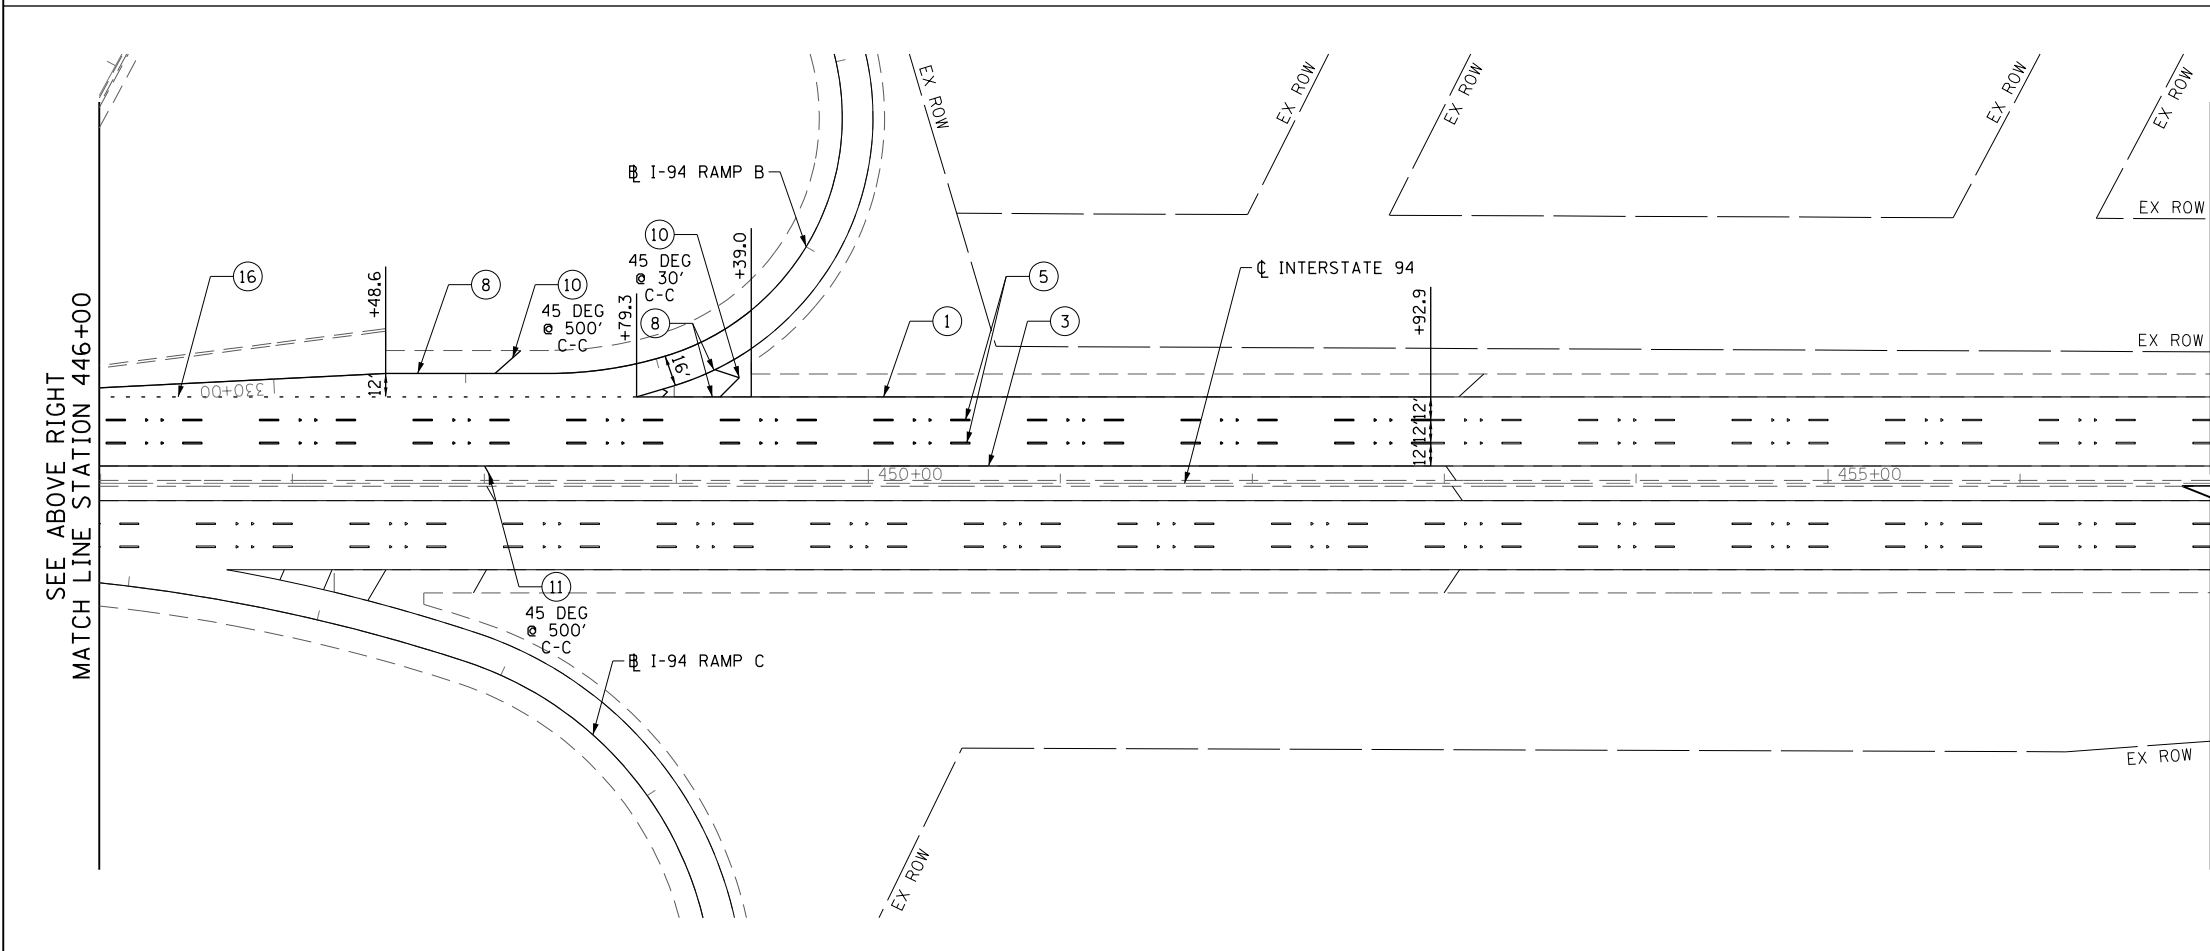 EX ROW
EX ROW
EX ROW
EX ROW
EX ROW
℄ I-94 RAMP B
EX ROW
10
45 DEG
@ 30'
C-C
+39.0
16
+48.6
8
10
45 DEG
@ 500'
C-C
+79.3
8
5
℄ INTERSTATE 94
1
3
+92.9
EX ROW
16'
12'
330+00
12'
12'
12'
SEE ABOVE RIGHT
MATCH LINE STATION 446+00
450+00
455+00
11
45 DEG
@ 500'
C-C
℄ I-94 RAMP C
EX ROW
EX ROW